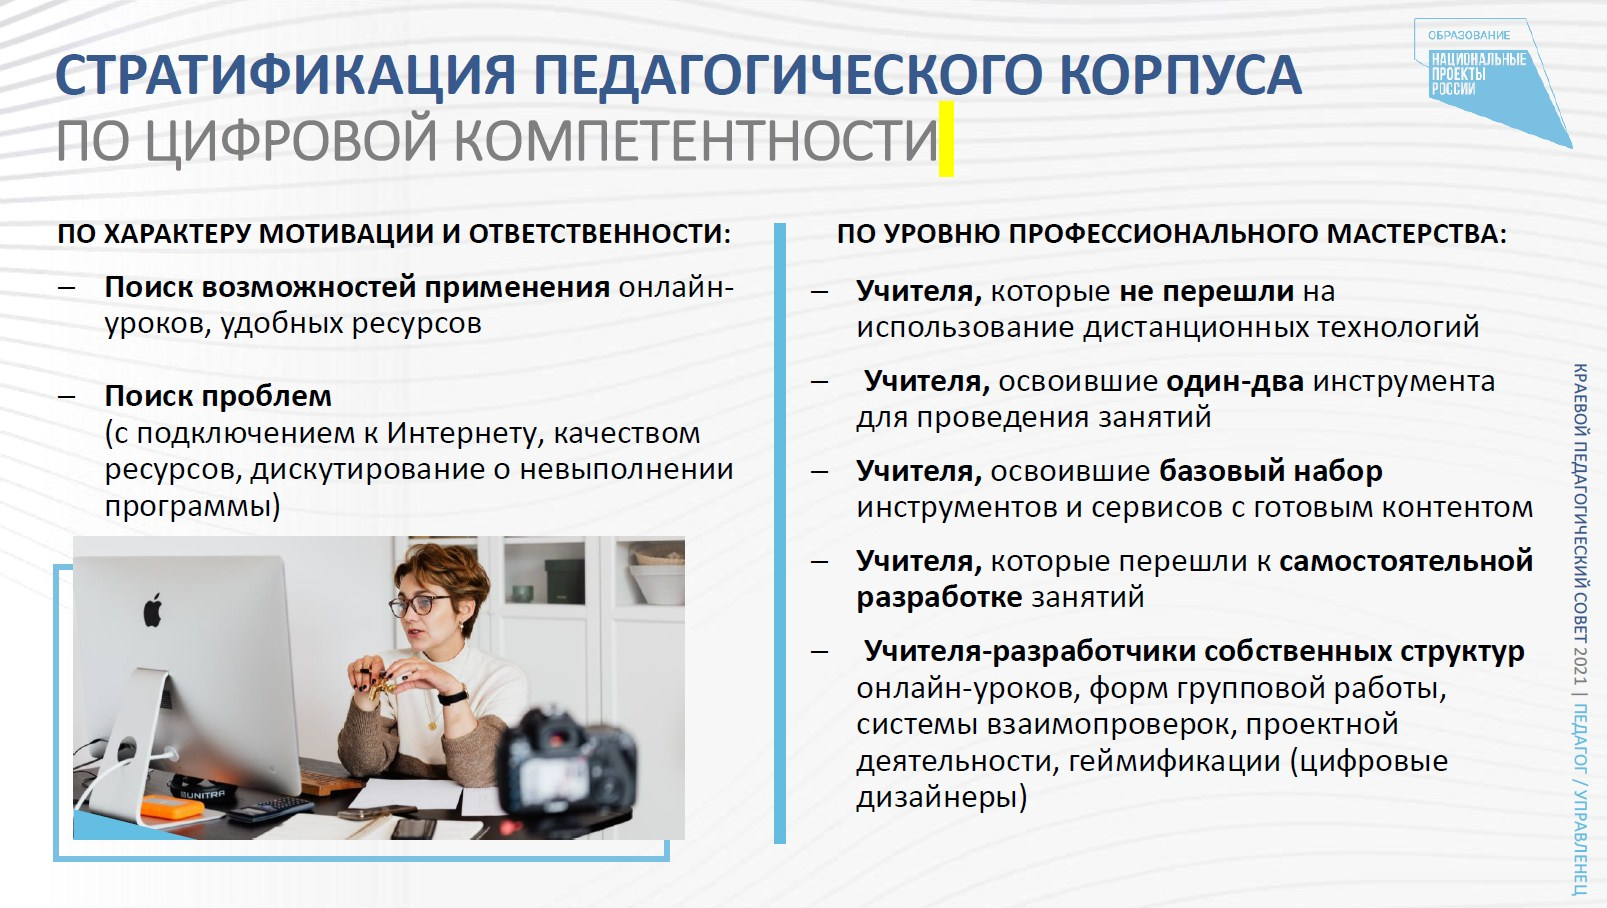 СТРАТИФИКАЦИЯ ПЕДАГОГИЧЕСКОГО КОРПУСА
ПО ЦИФРОВОЙ КОМПЕТЕНТНОСТИ
ОБРАЗОВАНИЕ
НАЦИОНАЛЬНЫЕ
ПРОЕКТЫ
РОССИИ
ПО ХАРАКТЕРУ МОТИВАЦИИ И ОТВЕТСТВЕННОСТИ:
– Поиск возможностей применения онлайн-
уроков, удобных ресурсов
– Поиск проблем
(с подключением к Интернету, качеством
ресурсов, дискутирование о невыполнении
программы)
UNITRA
ПО УРОВНЮ ПРОФЕССИОНАЛЬНОГО МАСТЕРСТВА:
– Учителя, которые не перешли на
использование дистанционных технологий
– Учителя, освоившие один-два инструмента
для проведения занятий
– Учителя, освоившие базовый набор
инструментов и сервисов с готовым контентом
– Учителя, которые перешли к самостоятельной
разработке занятий
– Учителя-разработчики собственных структур
онлайн-уроков, форм групповой работы,
системы взаимопроверок, проектной
деятельности, геймификации (цифровые
дизайнеры)
КРАЕВОЙ ПЕДАГОГИЧЕСКИЙ СОВЕТ 2021 | ПЕДАГОГ / УПРАВЛЕНЕЦ